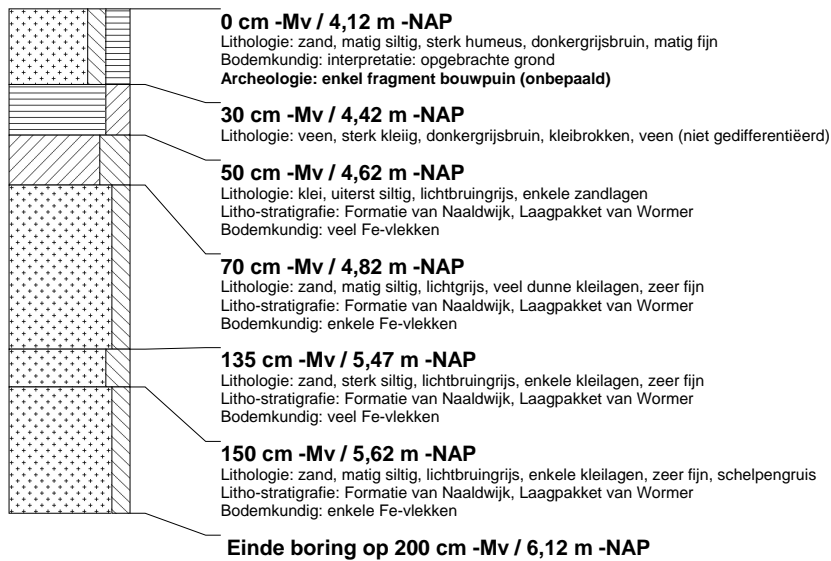 0 cm -Mv / 4,12 m -NAP
Lithologie: zand, matig siltig, sterk humeus, donkergrijsbruin, matig fijn
Bodemkundig: interpretatie: opgebrachte grond
Archeologie: enkel fragment bouwpuin (onbepaald)
30 cm -Mv / 4,42 m -NAP
Lithologie: veen, sterk kleiig, donkergrijsbruin, kleibrokken, veen (niet gedifferentiëerd)
50 cm -Mv / 4,62 m -NAP
Lithologie: klei, uiterst siltig, lichtbruingrijs, enkele zandlagen
Litho-stratigrafie: Formatie van Naaldwijk, Laagpakket van Wormer
Bodemkundig: veel Fe-vlekken
70 cm -Mv / 4,82 m -NAP
Lithologie: zand, matig siltig, lichtgrijs, veel dunne kleilagen, zeer fijn
Litho-stratigrafie: Formatie van Naaldwijk, Laagpakket van Wormer
Bodemkundig: enkele Fe-vlekken
135 cm -Mv / 5,47 m -NAP
Lithologie: zand, sterk siltig, lichtbruingrijs, enkele kleilagen, zeer fijn
Litho-stratigrafie: Formatie van Naaldwijk, Laagpakket van Wormer
Bodemkundig: veel Fe-vlekken
150 cm -Mv / 5,62 m -NAP
Lithologie: zand, matig siltig, lichtbruingrijs, enkele kleilagen, zeer fijn, schelpengruis
Litho-stratigrafie: Formatie van Naaldwijk, Laagpakket van Wormer
Bodemkundig: enkele Fe-vlekken
Einde boring op 200 cm -Mv / 6,12 m -NAP